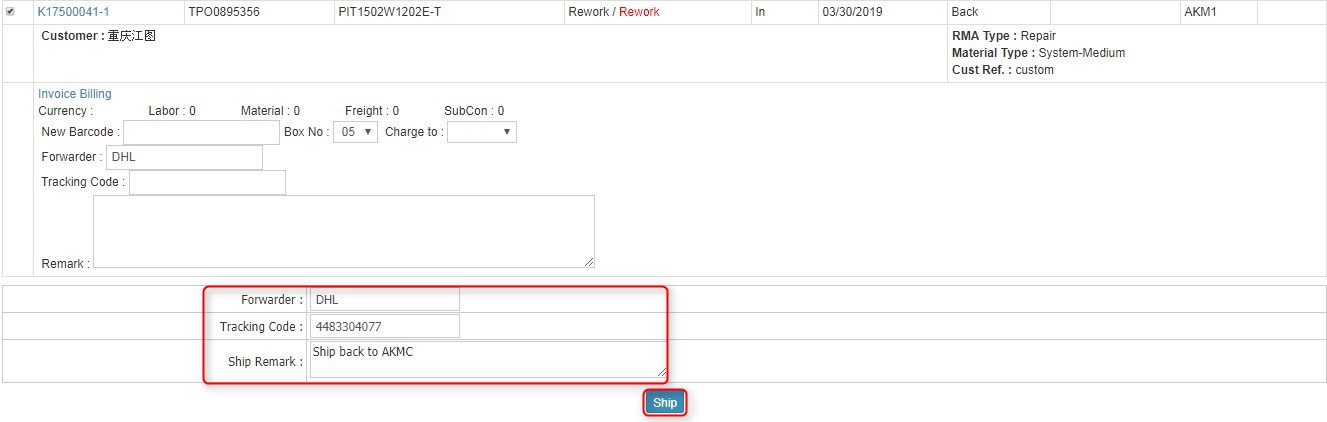 K17500041-1 TPO0895356 PIT1502W1202E-T Rework / Rework In 03/30/2019 Back AKM1
Customer : 重庆江图
RMA Type : Repair
Material Type : System-Medium
Cust Ref. : custom
Invoice Billing
Currency : Labor : 0 Material : 0 Freight : 0 SubCon : 0
New Barcode : Box No : 05 Charge to :
Forwarder : DHL
Tracking Code :
Remark :
Forwarder : DHL
Tracking Code : 4483304077
Ship Remark : Ship back to AKMC
Ship